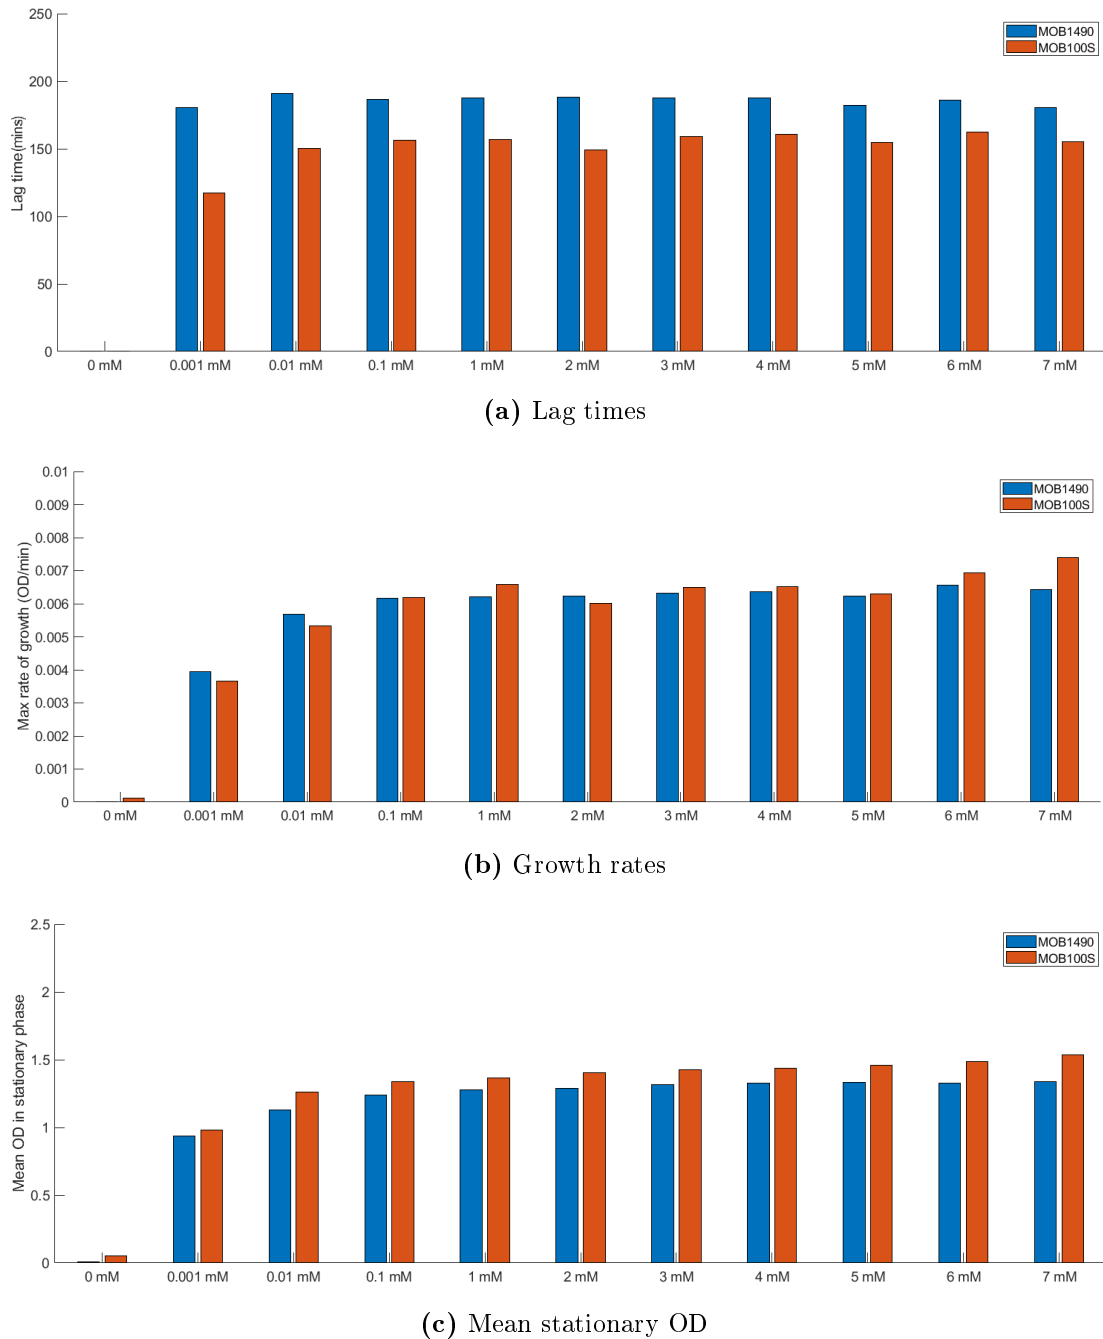 250
200
150
100
50
0
Lag time(mins)
MOB1490
MOB100S
0 mM 0.001 mM 0.01 mM 0.1 mM 1 mM 2 mM 3 mM 4 mM 5 mM 6 mM 7 mM
(a) Lag times
0.01
0.009
0.008
0.007
0.006
0.005
0.004
0.003
0.002
0.001
0
Max rate of growth (OD/min)
MOB1490
MOB100S
0 mM 0.001 mM 0.01 mM 0.1 mM 1 mM 2 mM 3 mM 4 mM 5 mM 6 mM 7 mM
(b) Growth rates
2.5
2
1.5
1
0.5
0
Mean OD in stationary phase
MOB1490
MOB100S
0 mM 0.001 mM 0.01 mM 0.1 mM 1 mM 2 mM 3 mM 4 mM 5 mM 6 mM 7 mM
(c) Mean stationary OD